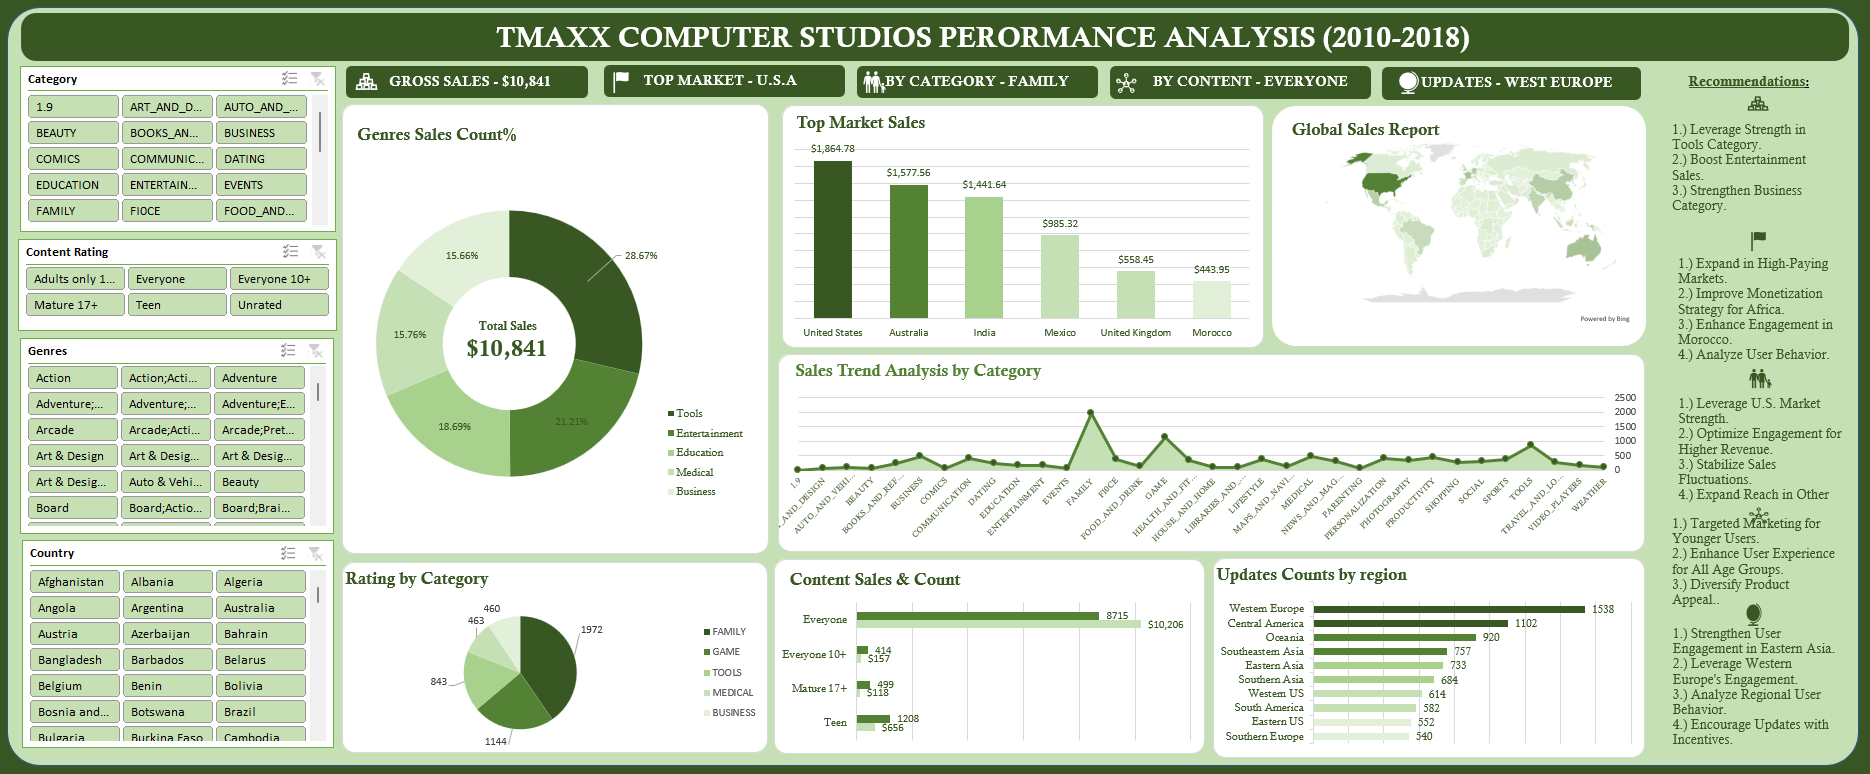 TMAXX COMPUTER STUDIOS PERORMANCE ANALYSIS (2010-2018)
GROSS SALES - $10,841
TOP MARKET - U.S.A
BY CATEGORY - FAMILY
BY CONTENT - EVERYONE
UPDATES - WEST EUROPE
Category
1.9
ART_AND_D...
AUTO_AND_...
BEAUTY
BOOKS_AN...
BUSINESS
COMICS
COMMUNIC...
DATING
EDUCATION
ENTERTAIN...
EVENTS
FAMILY
FI0CE
FOOD_AND...
Content Rating
Adults only 1...
Everyone
Everyone 10+
Mature 17+
Teen
Unrated
Genres
Action
Action;Acti...
Adventure
Adventure;...
Adventure;...
Adventure;E...
Arcade
Arcade;Acti...
Arcade;Pret...
Art & Design
Art & Desig...
Art & Desig...
Art & Desig...
Auto & Vehi...
Beauty
Board
Board;Actio...
Board;Brai...
Country
Afghanistan
Albania
Algeria
Angola
Argentina
Australia
Austria
Azerbaijan
Bahrain
Bangladesh
Barbados
Belarus
Belgium
Benin
Bolivia
Bosnia and...
Botswana
Brazil
Bulgaria
Burkina Faso
Cambodia
Genres Sales Count%
28.67%
21.21%
18.69%
15.76%
15.66%
Total Sales
$10,841
Tools
Entertainment
Education
Medical
Business
Top Market Sales
$1,864.78
$1,577.56
$1,441.64
$985.32
$558.45
$443.95
United States
Australia
India
Mexico
United Kingdom
Morocco
Global Sales Report
Powered by Bing
Sales Trend Analysis by Category
2500
2000
1500
1000
500
0
1.9
_AND_DESIGN
AUTO_AND_VEHI...
BEAUTY
BOOKS_AND_REF...
BUSINESS
COMICS
COMMUNICATION
DATING
EDUCATION
ENTERTAINMENT
EVENTS
FAMILY
FI0CE
FOOD_AND_DRINK
GAME
HEALTH_AND_FIT...
HOUSE_AND_HOME
LIBRARIES_AND_...
LIFESTYLE
MAPS_AND_NAVI...
MEDICAL
NEWS_AND_MAG...
PARENTING
PERSONALIZATION
PHOTOGRAPHY
PRODUCTIVITY
SHOPPING
SOCIAL
SPORTS
TOOLS
TRAVEL_AND_LO...
VIDEO_PLAYERS
WEATHER
Rating by Category
460
463
843
1144
1972
FAMILY
GAME
TOOLS
MEDICAL
BUSINESS
Content Sales & Count
Everyone
8715
$10,206
Everyone 10+
414
$157
Mature 17+
499
$118
Teen
1208
$656
Updates Counts by region
Western Europe 1538
Central America 1102
Oceania 920
Southeastern Asia 757
Eastern Asia 733
Southern Asia 684
Western US 614
South America 582
Eastern US 552
Southern Europe 540
Recommendations:
1.) Leverage Strength in
Tools Category.
2.) Boost Entertainment
Sales.
3.) Strengthen Business
Category.
1.) Expand in High-Paying
Markets.
2.) Improve Monetization
Strategy for Africa.
3.) Enhance Engagement in
Morocco.
4.) Analyze User Behavior.
1.) Leverage U.S. Market
Strength.
2.) Optimize Engagement for
Higher Revenue.
3.) Stabilize Sales
Fluctuations.
4.) Expand Reach in Other
1.) Targeted Marketing for
Younger Users.
2.) Enhance User Experience
for All Age Groups.
3.) Diversify Product
Appeal..
1.) Strengthen User
Engagement in Eastern Asia.
2.) Leverage Western
Europe's Engagement.
3.) Analyze Regional User
Behavior.
4.) Encourage Updates with
Incentives.